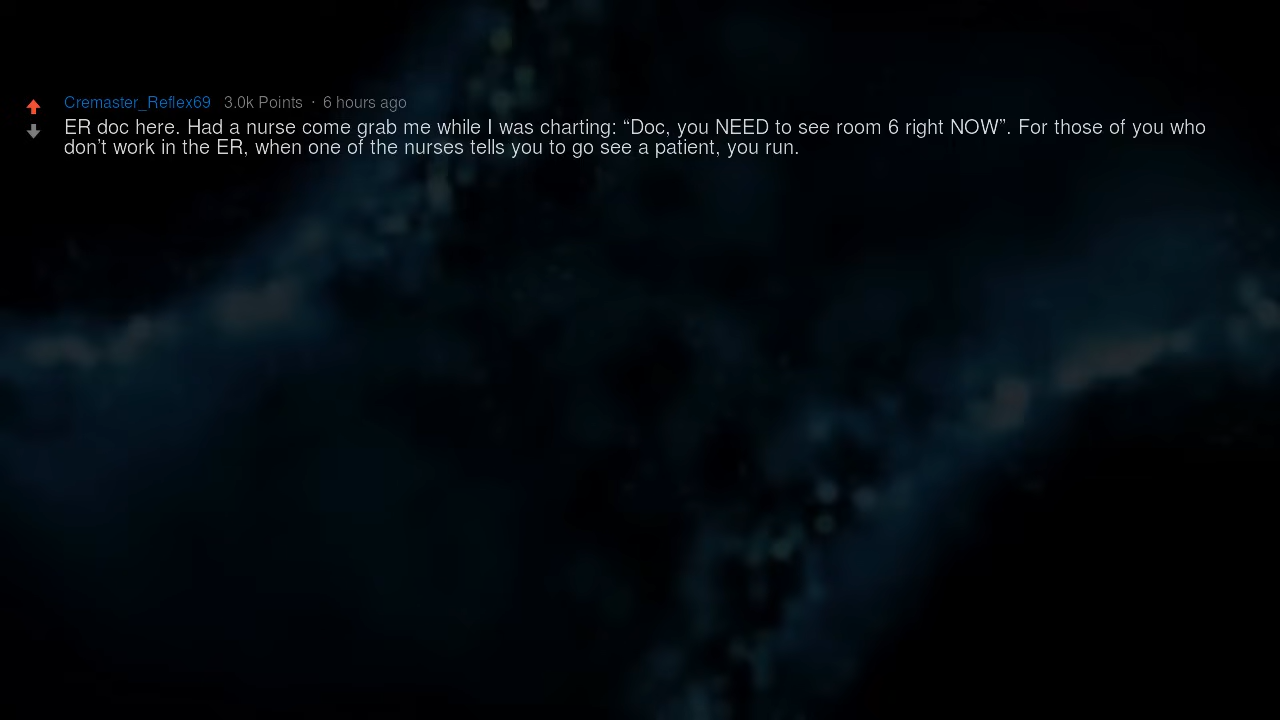 Cremaster_Reflex69 3.0k Points · 6 hours ago
ER doc here. Had a nurse come grab me while I was charting: “Doc, you NEED to see room 6 right NOW”. For those of you who
don’t work in the ER, when one of the nurses tells you to go see a patient, you run.